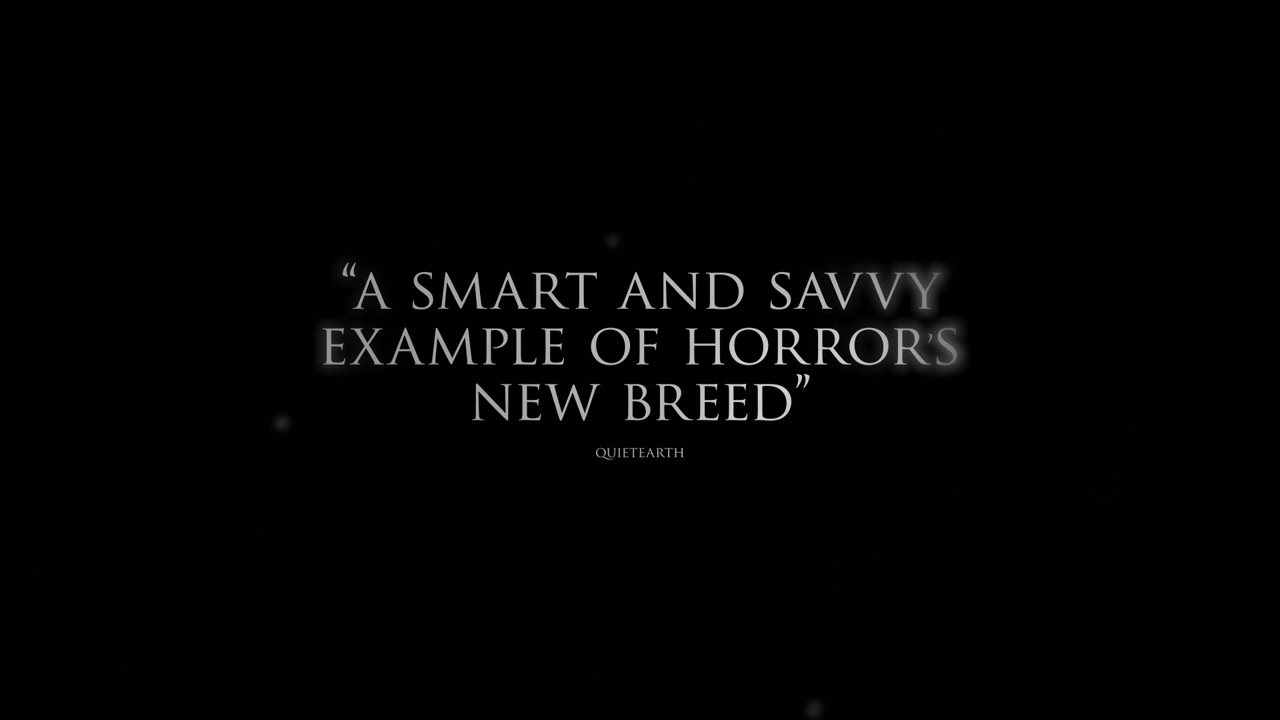 “A SMART AND SAVVY
EXAMPLE OF HORROR’S
NEW BREED”
QUIETEARTH